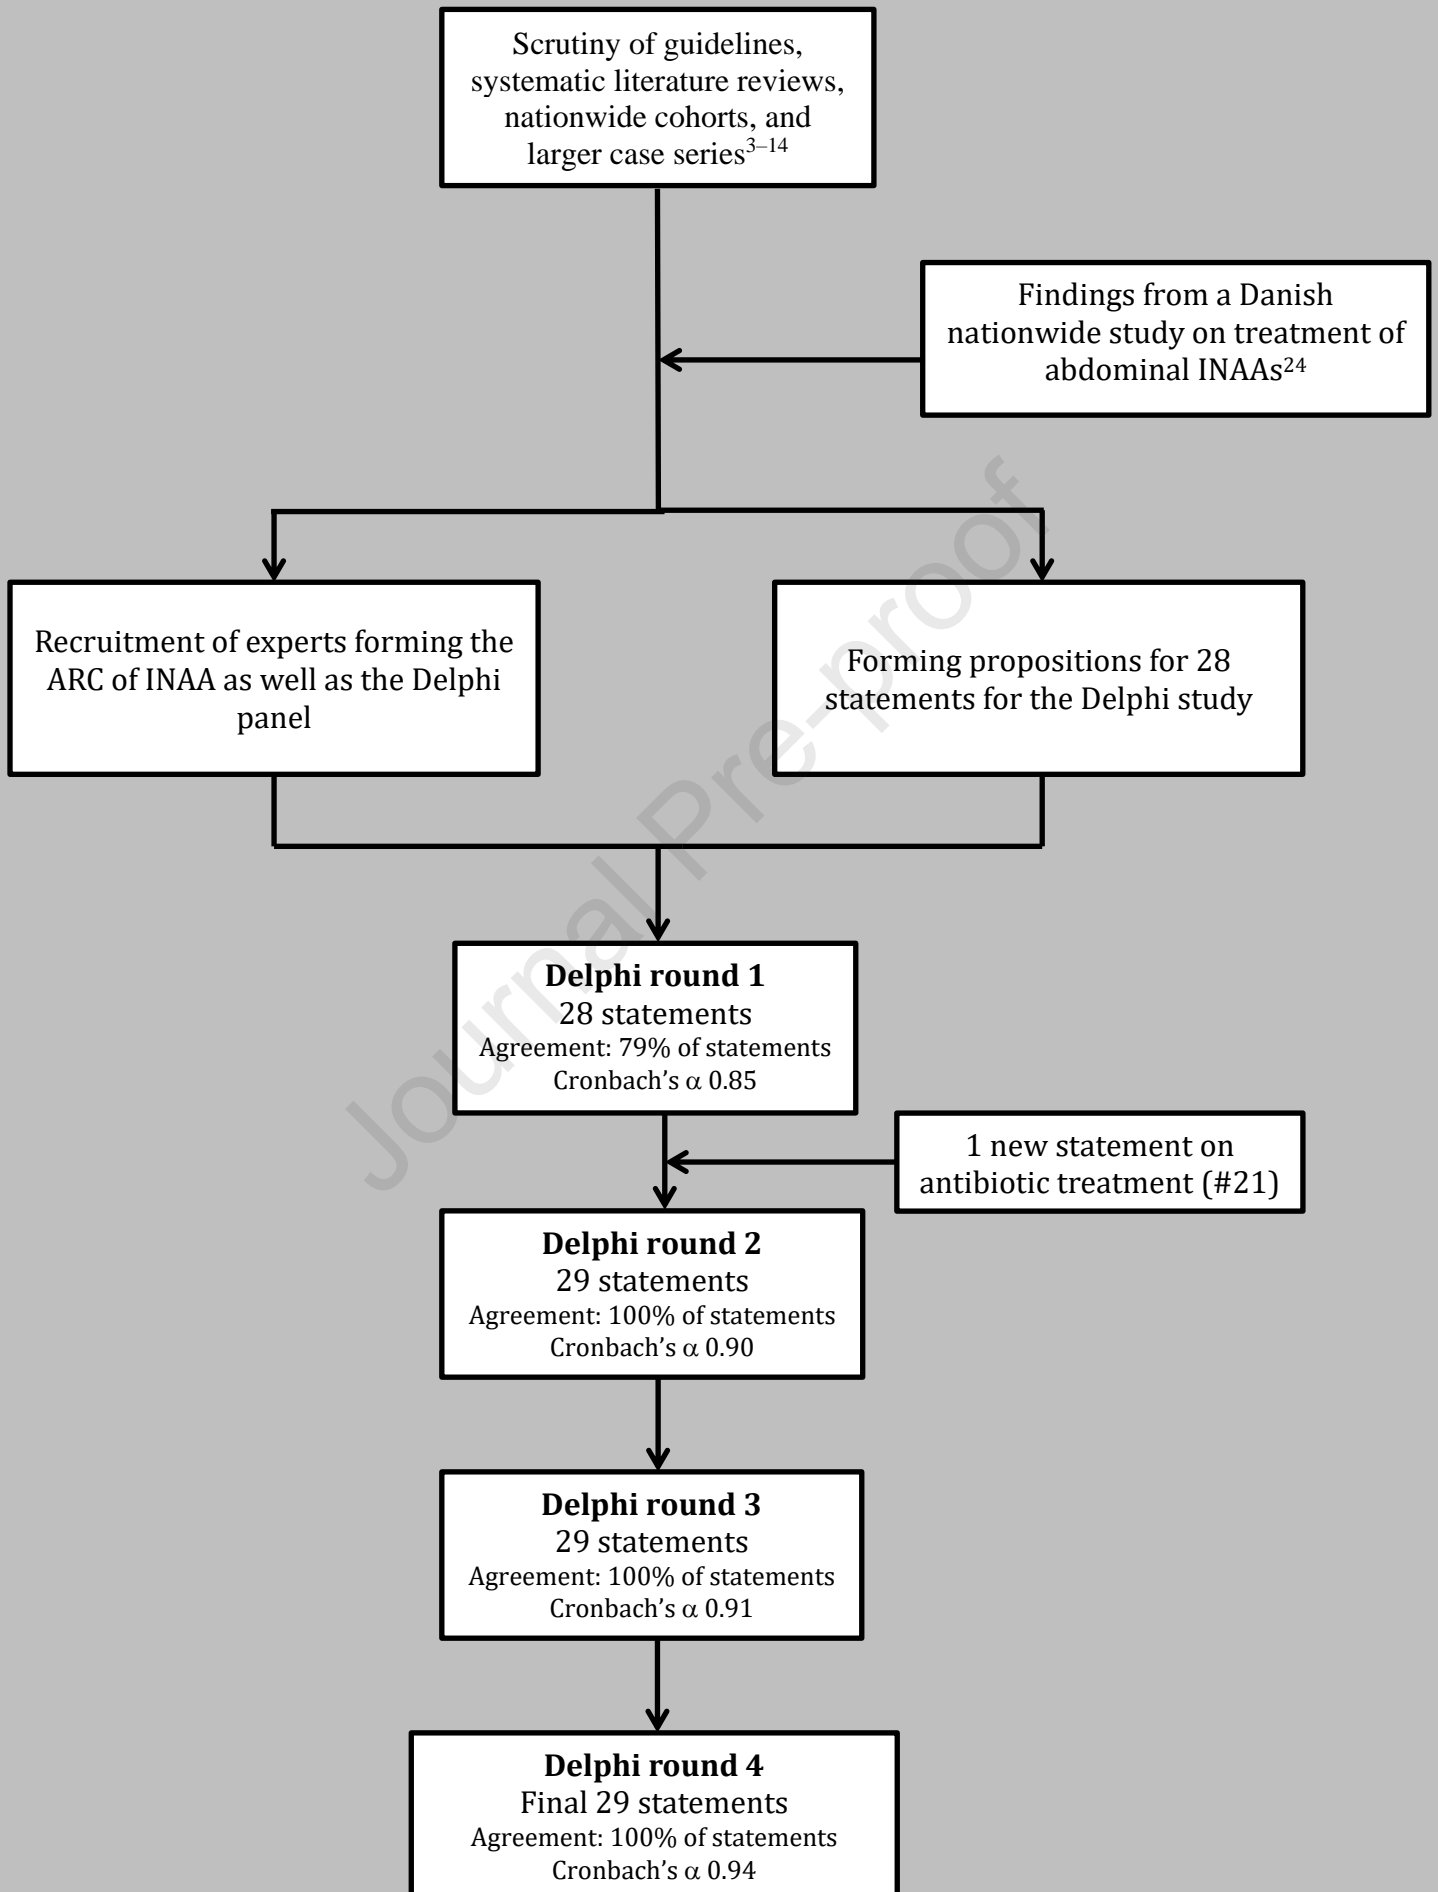 Scrutiny of guidelines,
systematic literature reviews,
nationwide cohorts, and
larger case series³⁻¹⁴
Findings from a Danish
nationwide study on treatment of
abdominal INAAs²⁴
Recruitment of experts forming the
ARC of INAA as well as the Delphi
panel
Forming propositions for 28
statements for the Delphi study
Journal Pre-proof
Delphi round 1
28 statements
Agreement: 79% of statements
Cronbach's α 0.85
1 new statement on
antibiotic treatment (#21)
Delphi round 2
29 statements
Agreement: 100% of statements
Cronbach's α 0.90
Delphi round 3
29 statements
Agreement: 100% of statements
Cronbach's α 0.91
Delphi round 4
Final 29 statements
Agreement: 100% of statements
Cronbach's α 0.94